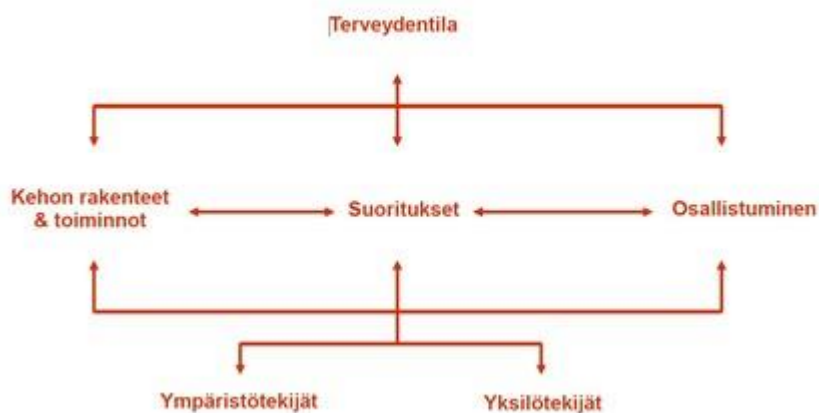 Terveydentila
Kehon rakenteet
& toiminnot
Suoritukset
Osallistuminen
Ympäristötekijät
Yksilötekijät